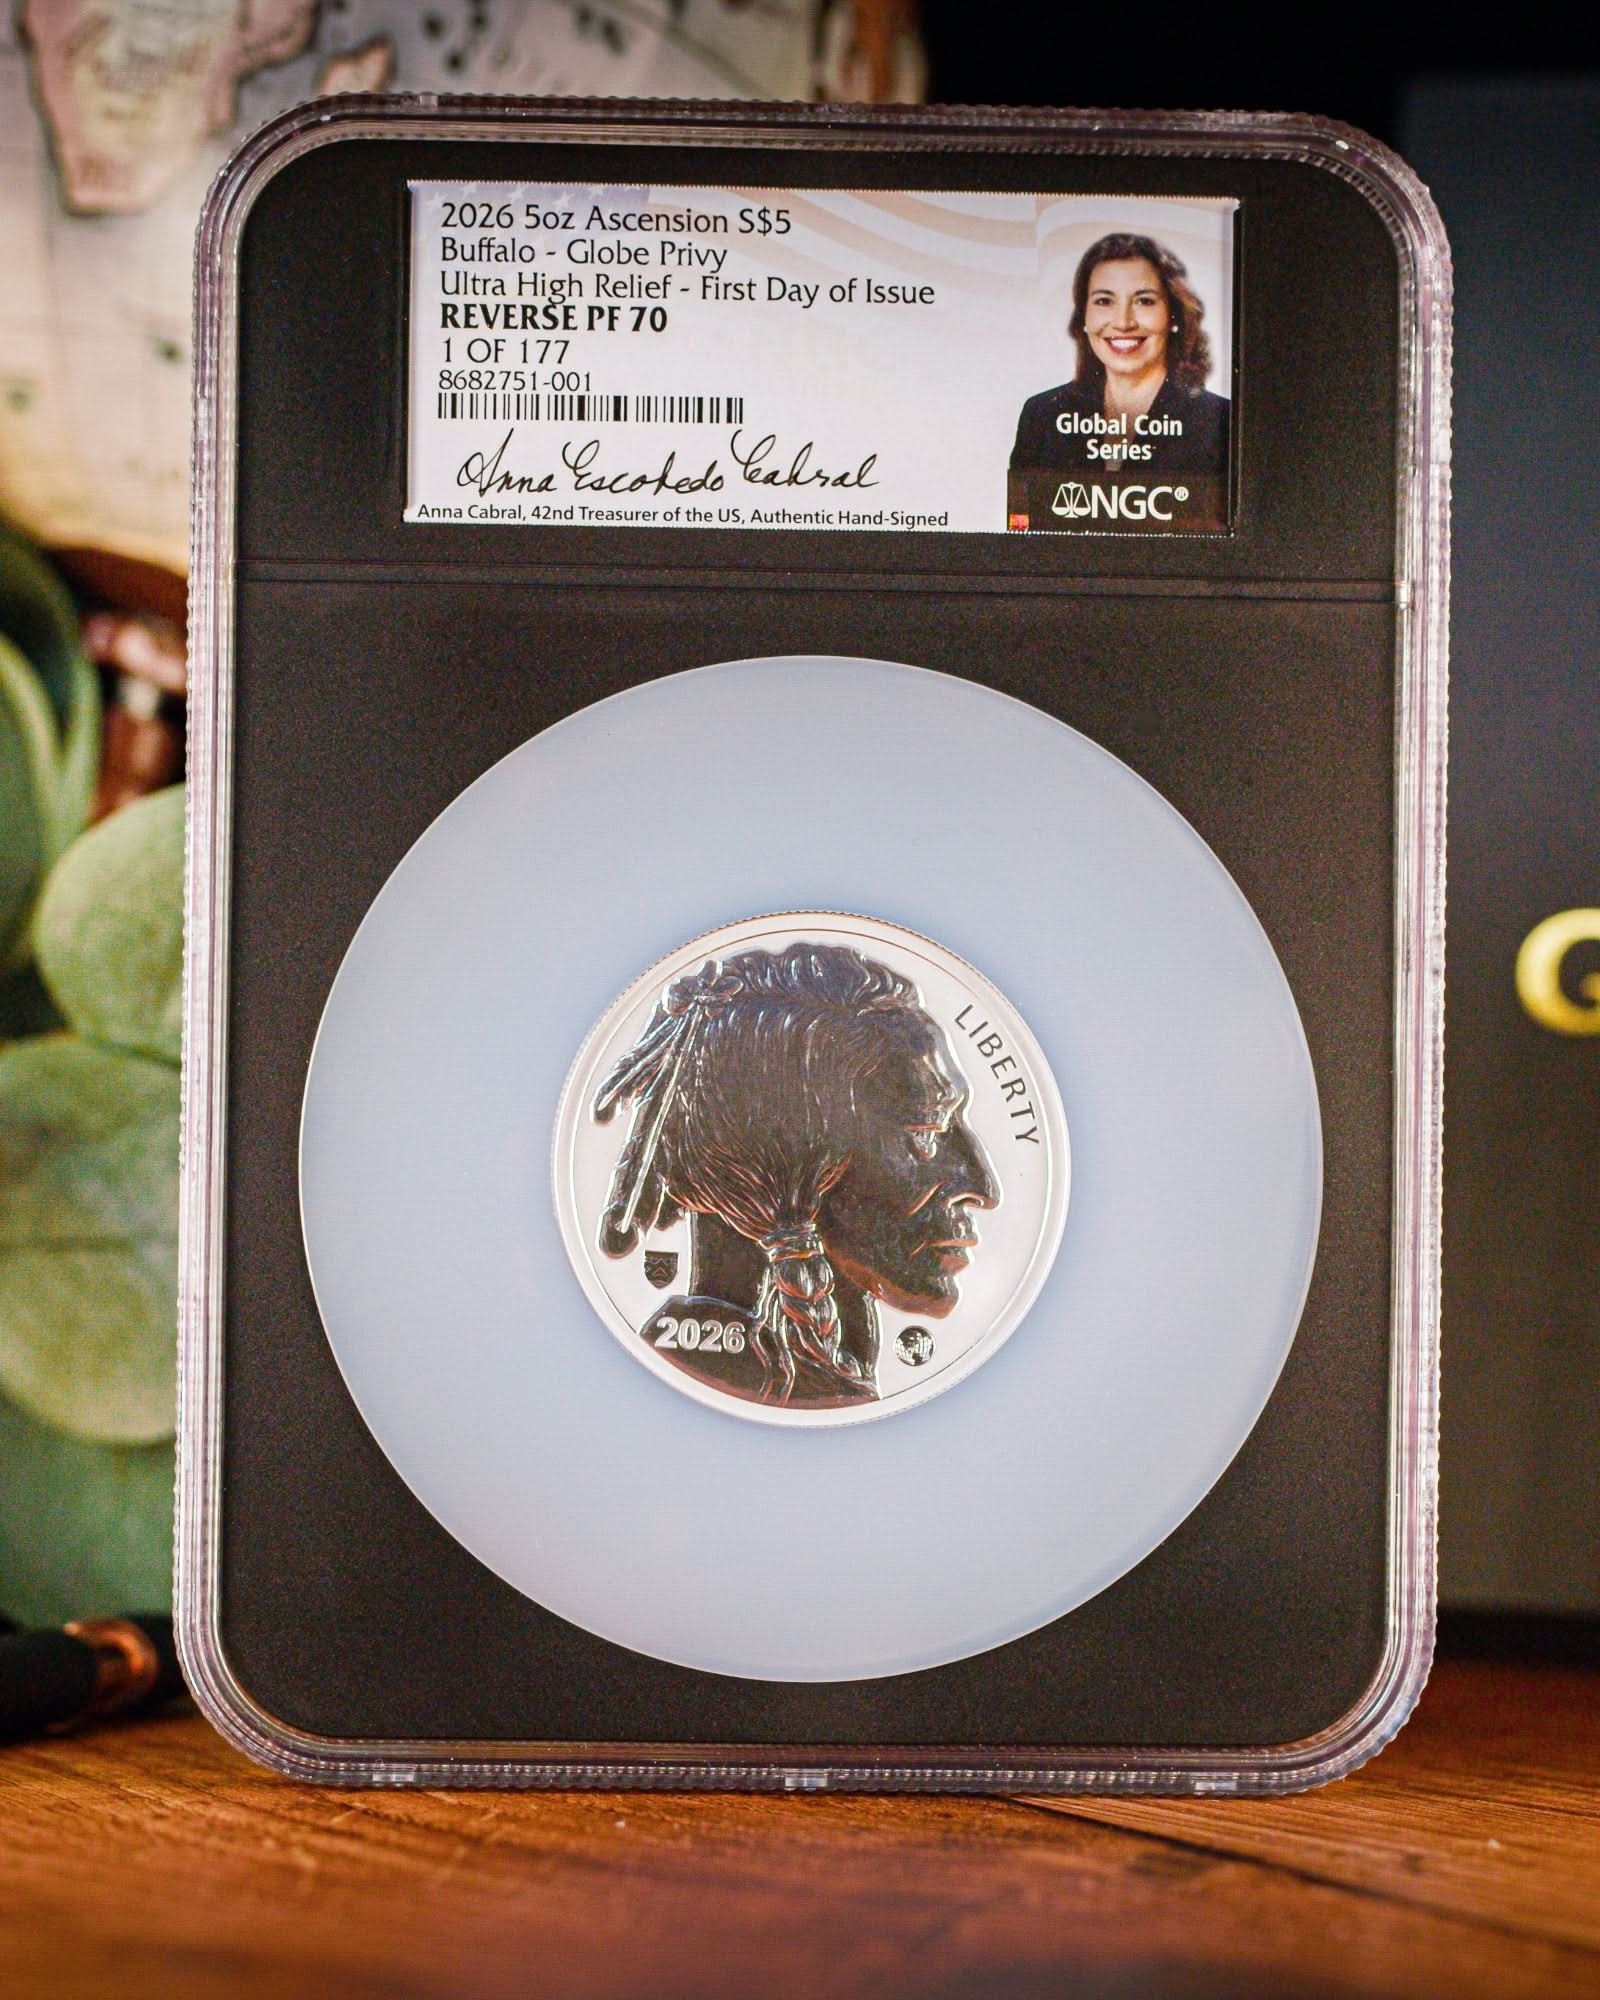 2026 5oz Ascension S$5
Buffalo - Globe Privy
Ultra High Relief - First Day of Issue
REVERSE PF 70
1 OF 177
8682751-001
Anna Escobedo Cabral
Anna Cabral, 42nd Treasurer of the US, Authentic Hand-Signed
Global Coin
Series
NGC®
LIBERTY
2026
G